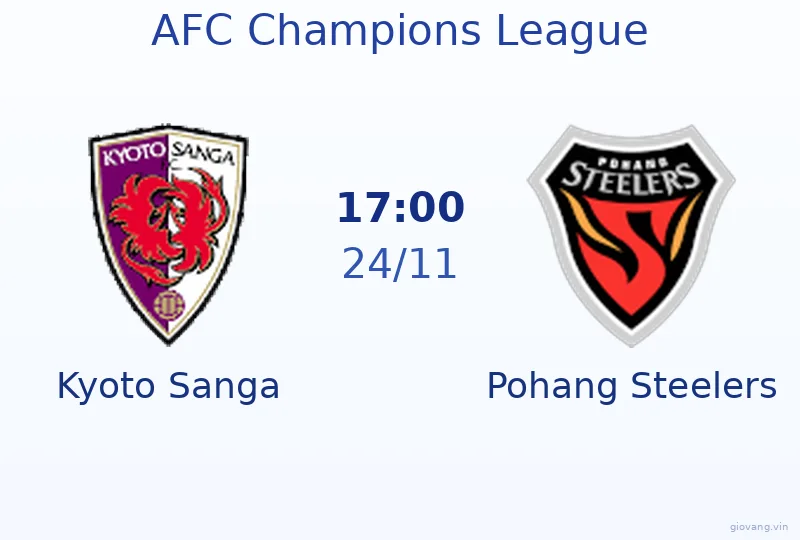 AFC Champions League
KYOTO SANGA
POHANG
STEELERS
17:00
24/11
Kyoto Sanga
Pohang Steelers
giovang.vin